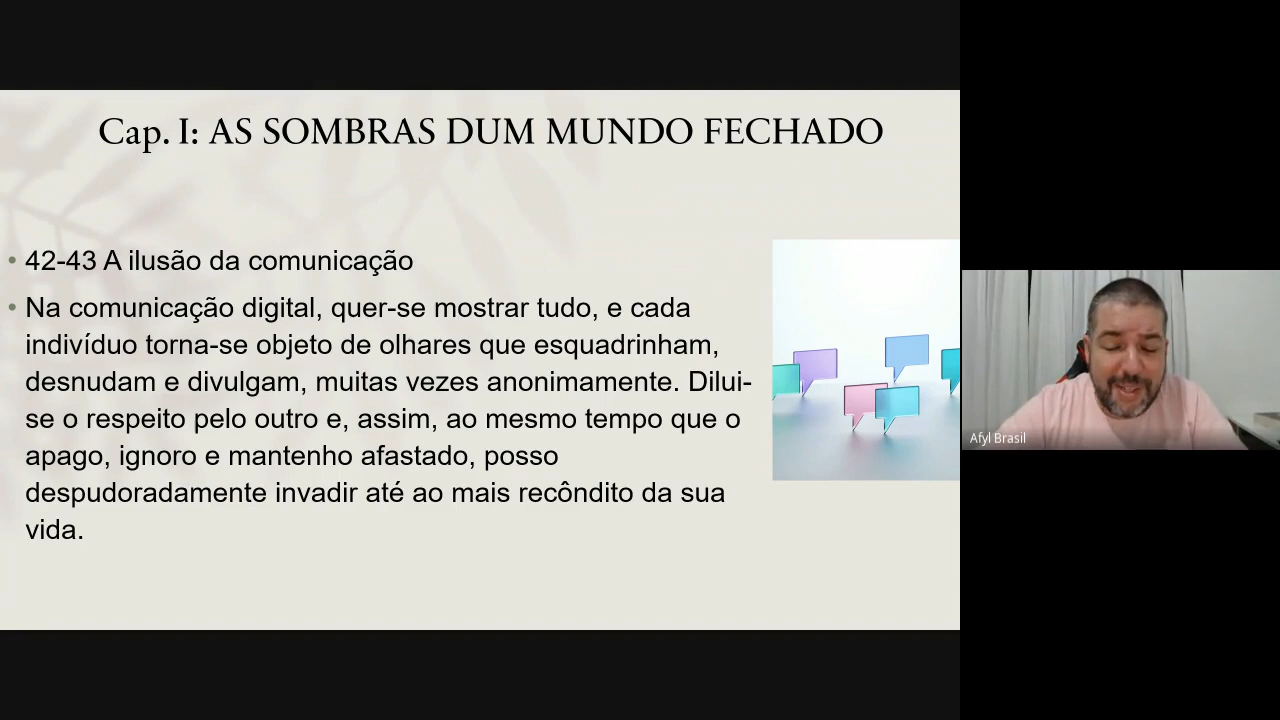 Cap. I: AS SOMBRAS DUM MUNDO FECHADO
• 42-43 A ilusão da comunicação
• Na comunicação digital, quer-se mostrar tudo, e cada
indivíduo torna-se objeto de olhares que esquadrinham,
desnudam e divulgam, muitas vezes anonimamente. Dilui-
se o respeito pelo outro e, assim, ao mesmo tempo que o
apago, ignoro e mantenho afastado, posso
despudoradamente invadir até ao mais recôndito da sua
vida.
Afyl Brasil